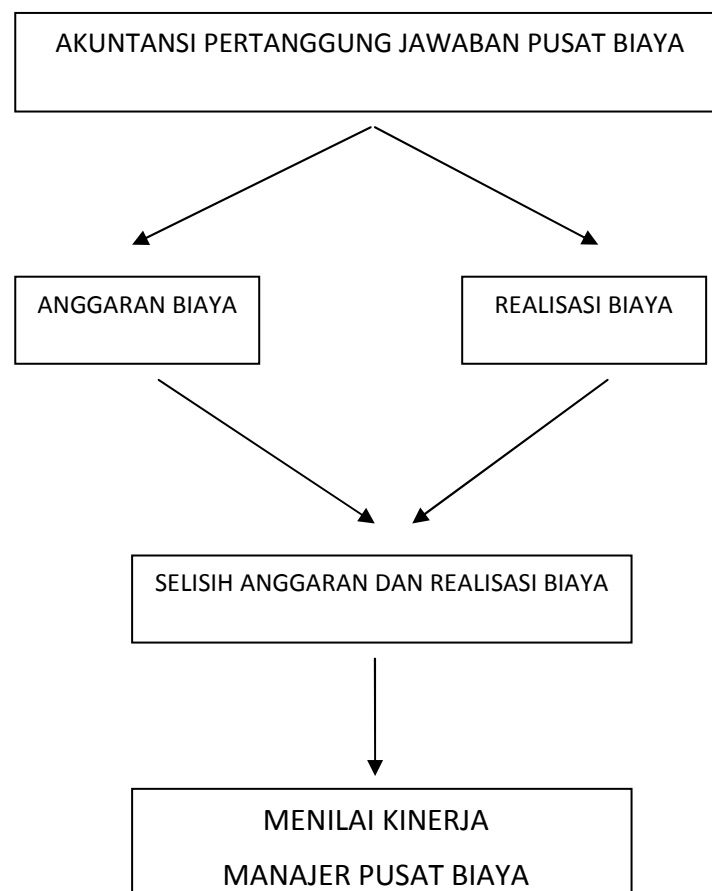 AKUNTANSI PERTANGGUNG JAWABAN PUSAT BIAYA
ANGGARAN BIAYA
REALISASI BIAYA
SELISIH ANGGARAN DAN REALISASI BIAYA
MENILAI KINERJA
MANAJER PUSAT BIAYA